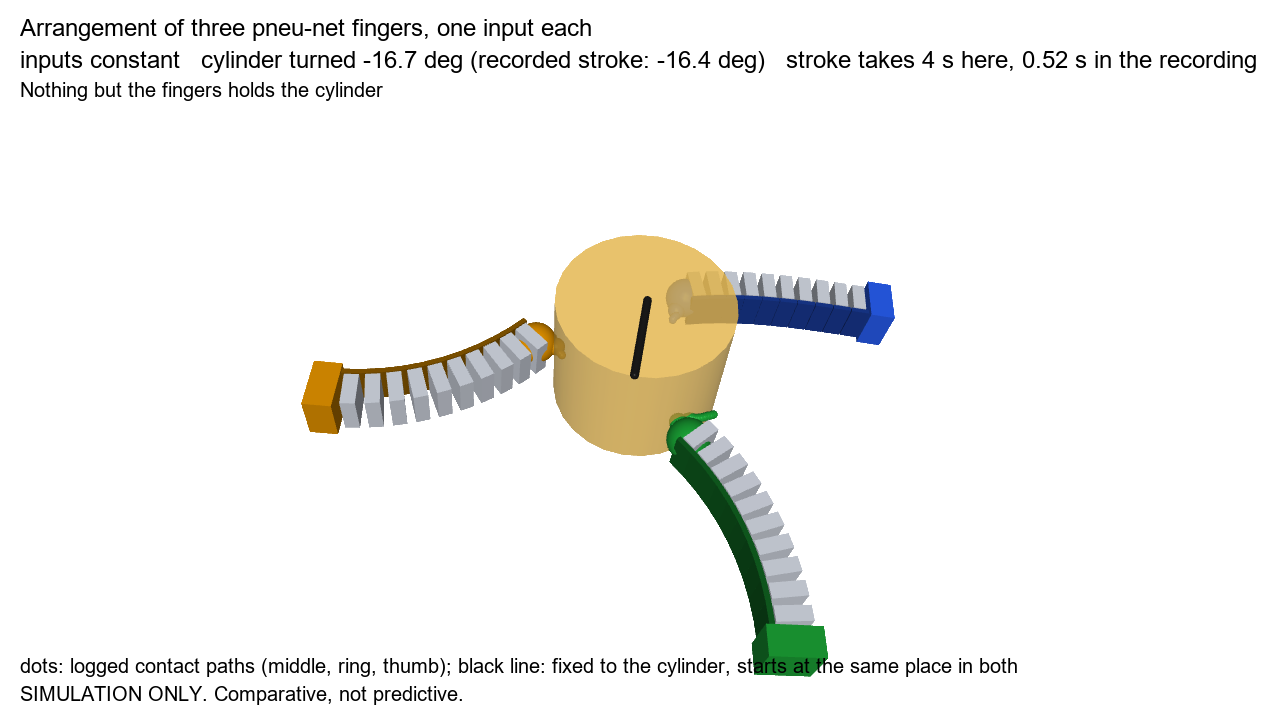 Arrangement of three pneu-net fingers, one input each
inputs constant   cylinder turned -16.7 deg (recorded stroke: -16.4 deg)   stroke takes 4 s here, 0.52 s in the recording
Nothing but the fingers holds the cylinder
dots: logged contact paths (middle, ring, thumb); black line: fixed to the cylinder, starts at the same place in both
SIMULATION ONLY. Comparative, not predictive.